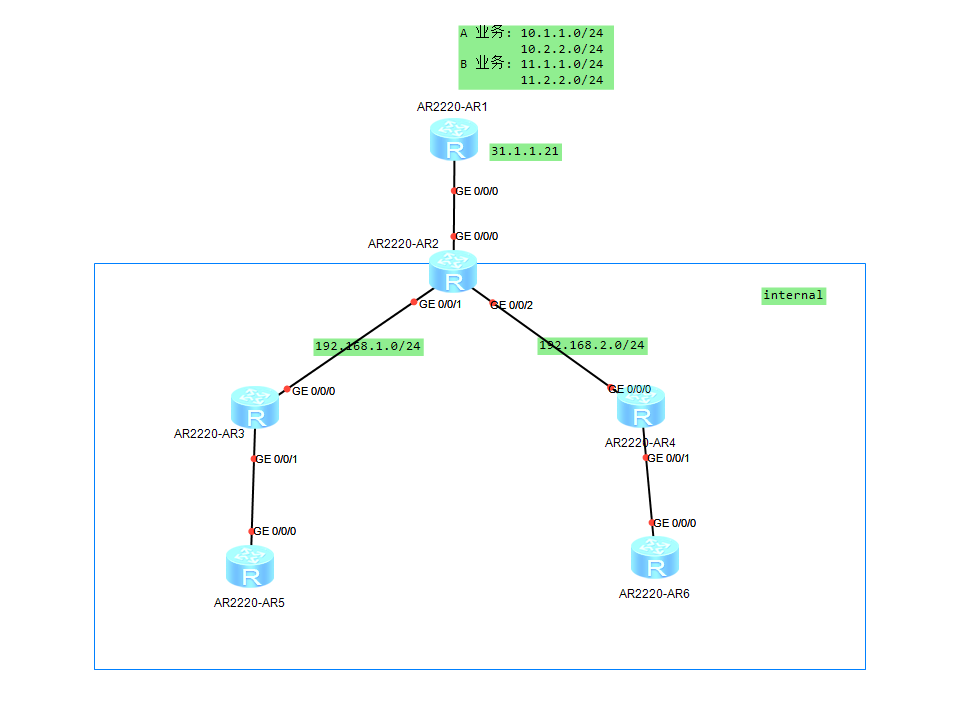 A 业务: 10.1.1.0/24
10.2.2.0/24
B 业务: 11.1.1.0/24
11.2.2.0/24
AR2220-AR1
R
31.1.1.21
GE 0/0/0
GE 0/0/0
AR2220-AR2
R
internal
GE 0/0/1
GE 0/0/2
192.168.1.0/24
192.168.2.0/24
GE 0/0/0
GE 0/0/0
R
R
AR2220-AR3
AR2220-AR4
GE 0/0/1
GE 0/0/1
GE 0/0/0
GE 0/0/0
R
R
AR2220-AR5
AR2220-AR6